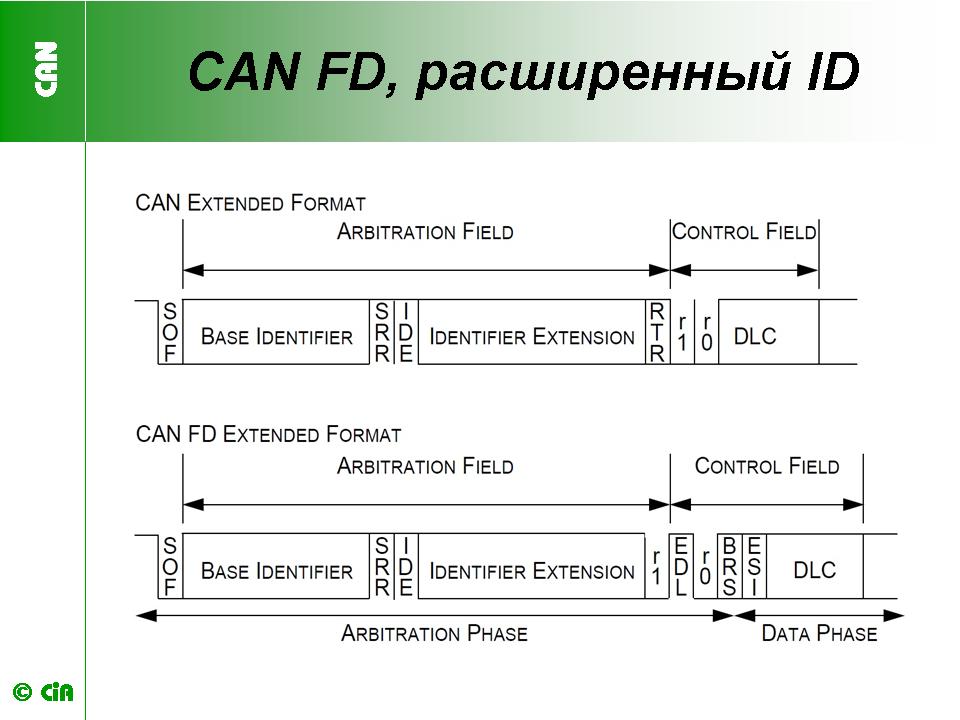 CAN
CAN FD, расширенный ID
CAN EXTENDED FORMAT
ARBITRATION FIELD CONTROL FIELD
SOF BASE IDENTIFIER SRR IDE IDENTIFIER EXTENSION RTR r1 r0 DLC
CAN FD EXTENDED FORMAT
ARBITRATION FIELD CONTROL FIELD
SOF BASE IDENTIFIER SRR IDE IDENTIFIER EXTENSION r1 EDL r0 BRS ESI DLC
ARBITRATION PHASE DATA PHASE
© CiA